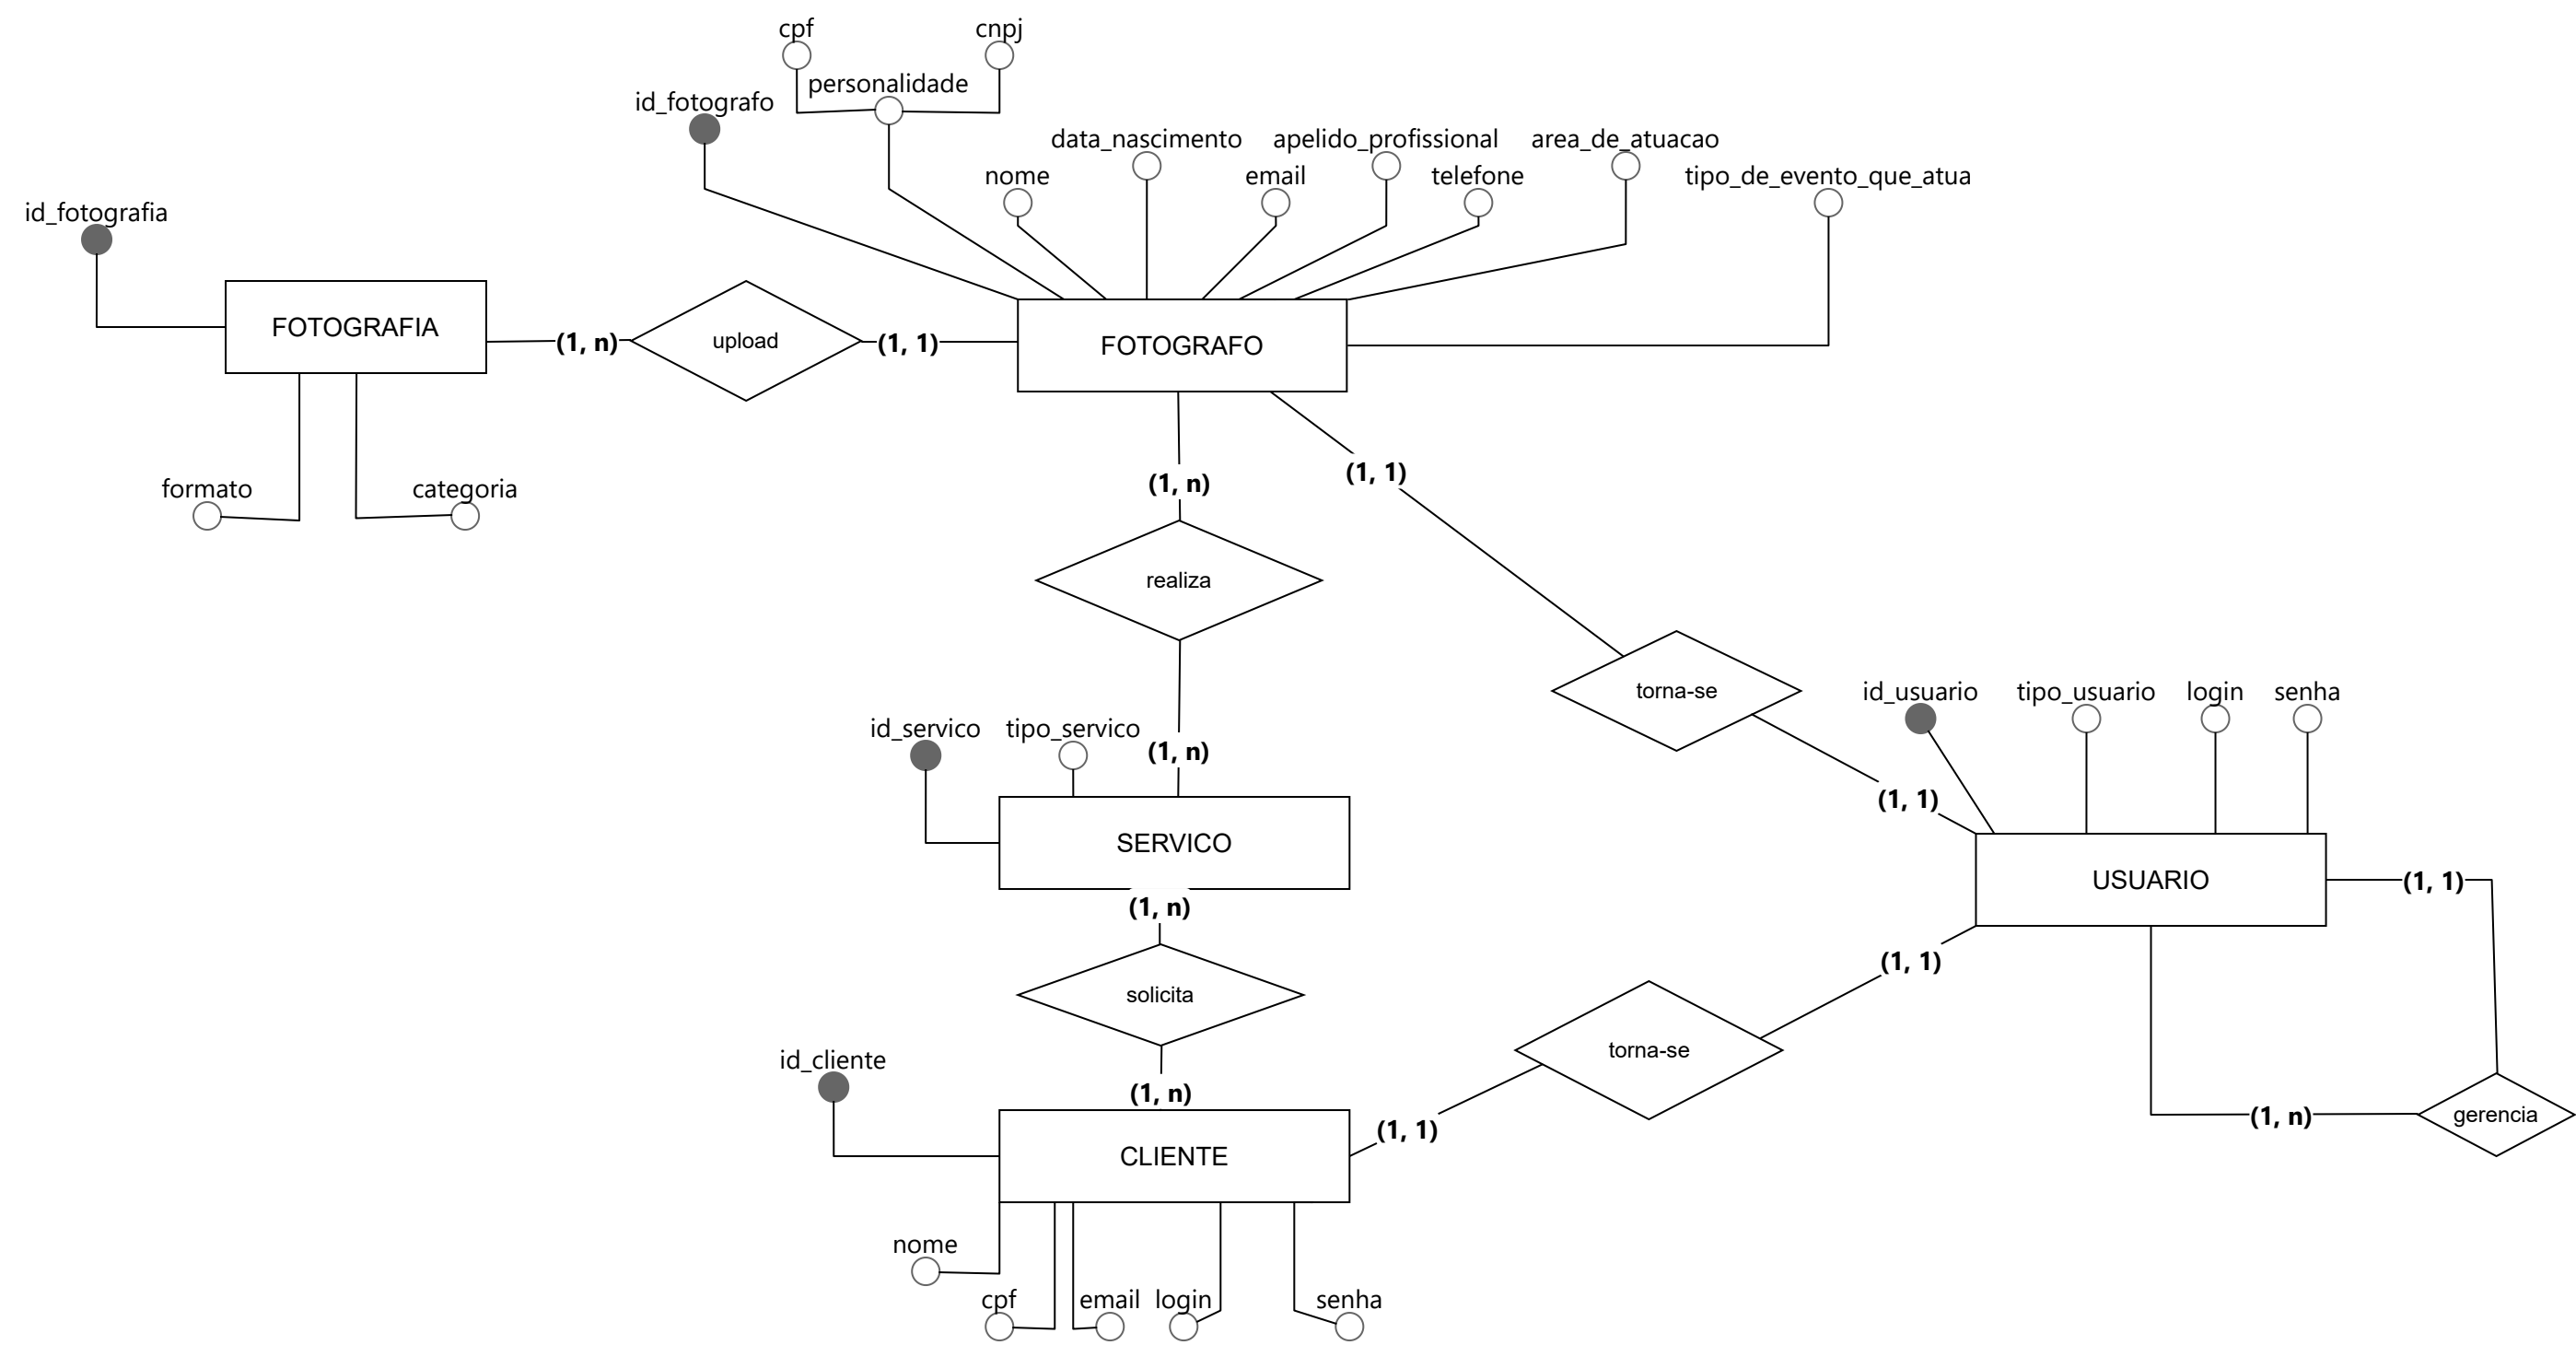 cpf
cnpj
personalidade
id_fotografo
data_nascimento
apelido_profissional
area_de_atuacao
nome
email
telefone
tipo_de_evento_que_atua
id_fotografia
FOTOGRAFIA
(1, n)
upload
(1, 1)
FOTOGRAFO
formato
categoria
(1, n)
(1, 1)
realiza
torna-se
id_usuario
tipo_usuario
login
senha
id_servico
tipo_servico
(1, n)
(1, 1)
SERVICO
USUARIO
(1, 1)
(1, n)
(1, 1)
solicita
id_cliente
torna-se
(1, n)
(1, 1)
(1, n)
gerencia
CLIENTE
nome
cpf
email
login
senha